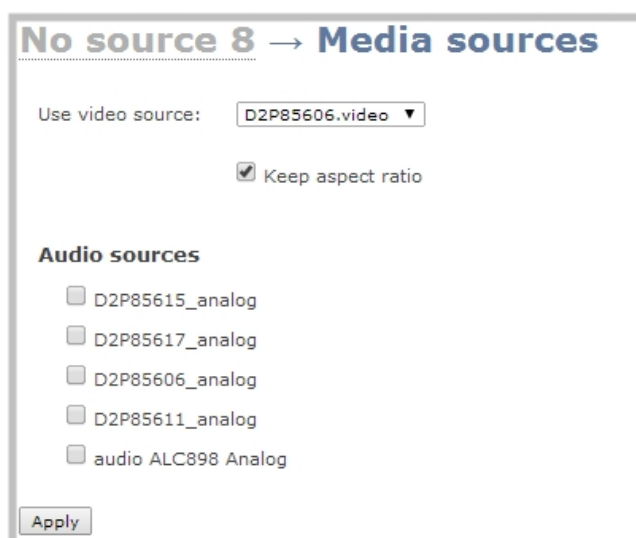 No source 8 → Media sources
Use video source: D2P85606.video ▼
Keep aspect ratio
Audio sources
D2P85615_analog
D2P85617_analog
D2P85606_analog
D2P85611_analog
audio ALC898 Analog
Apply